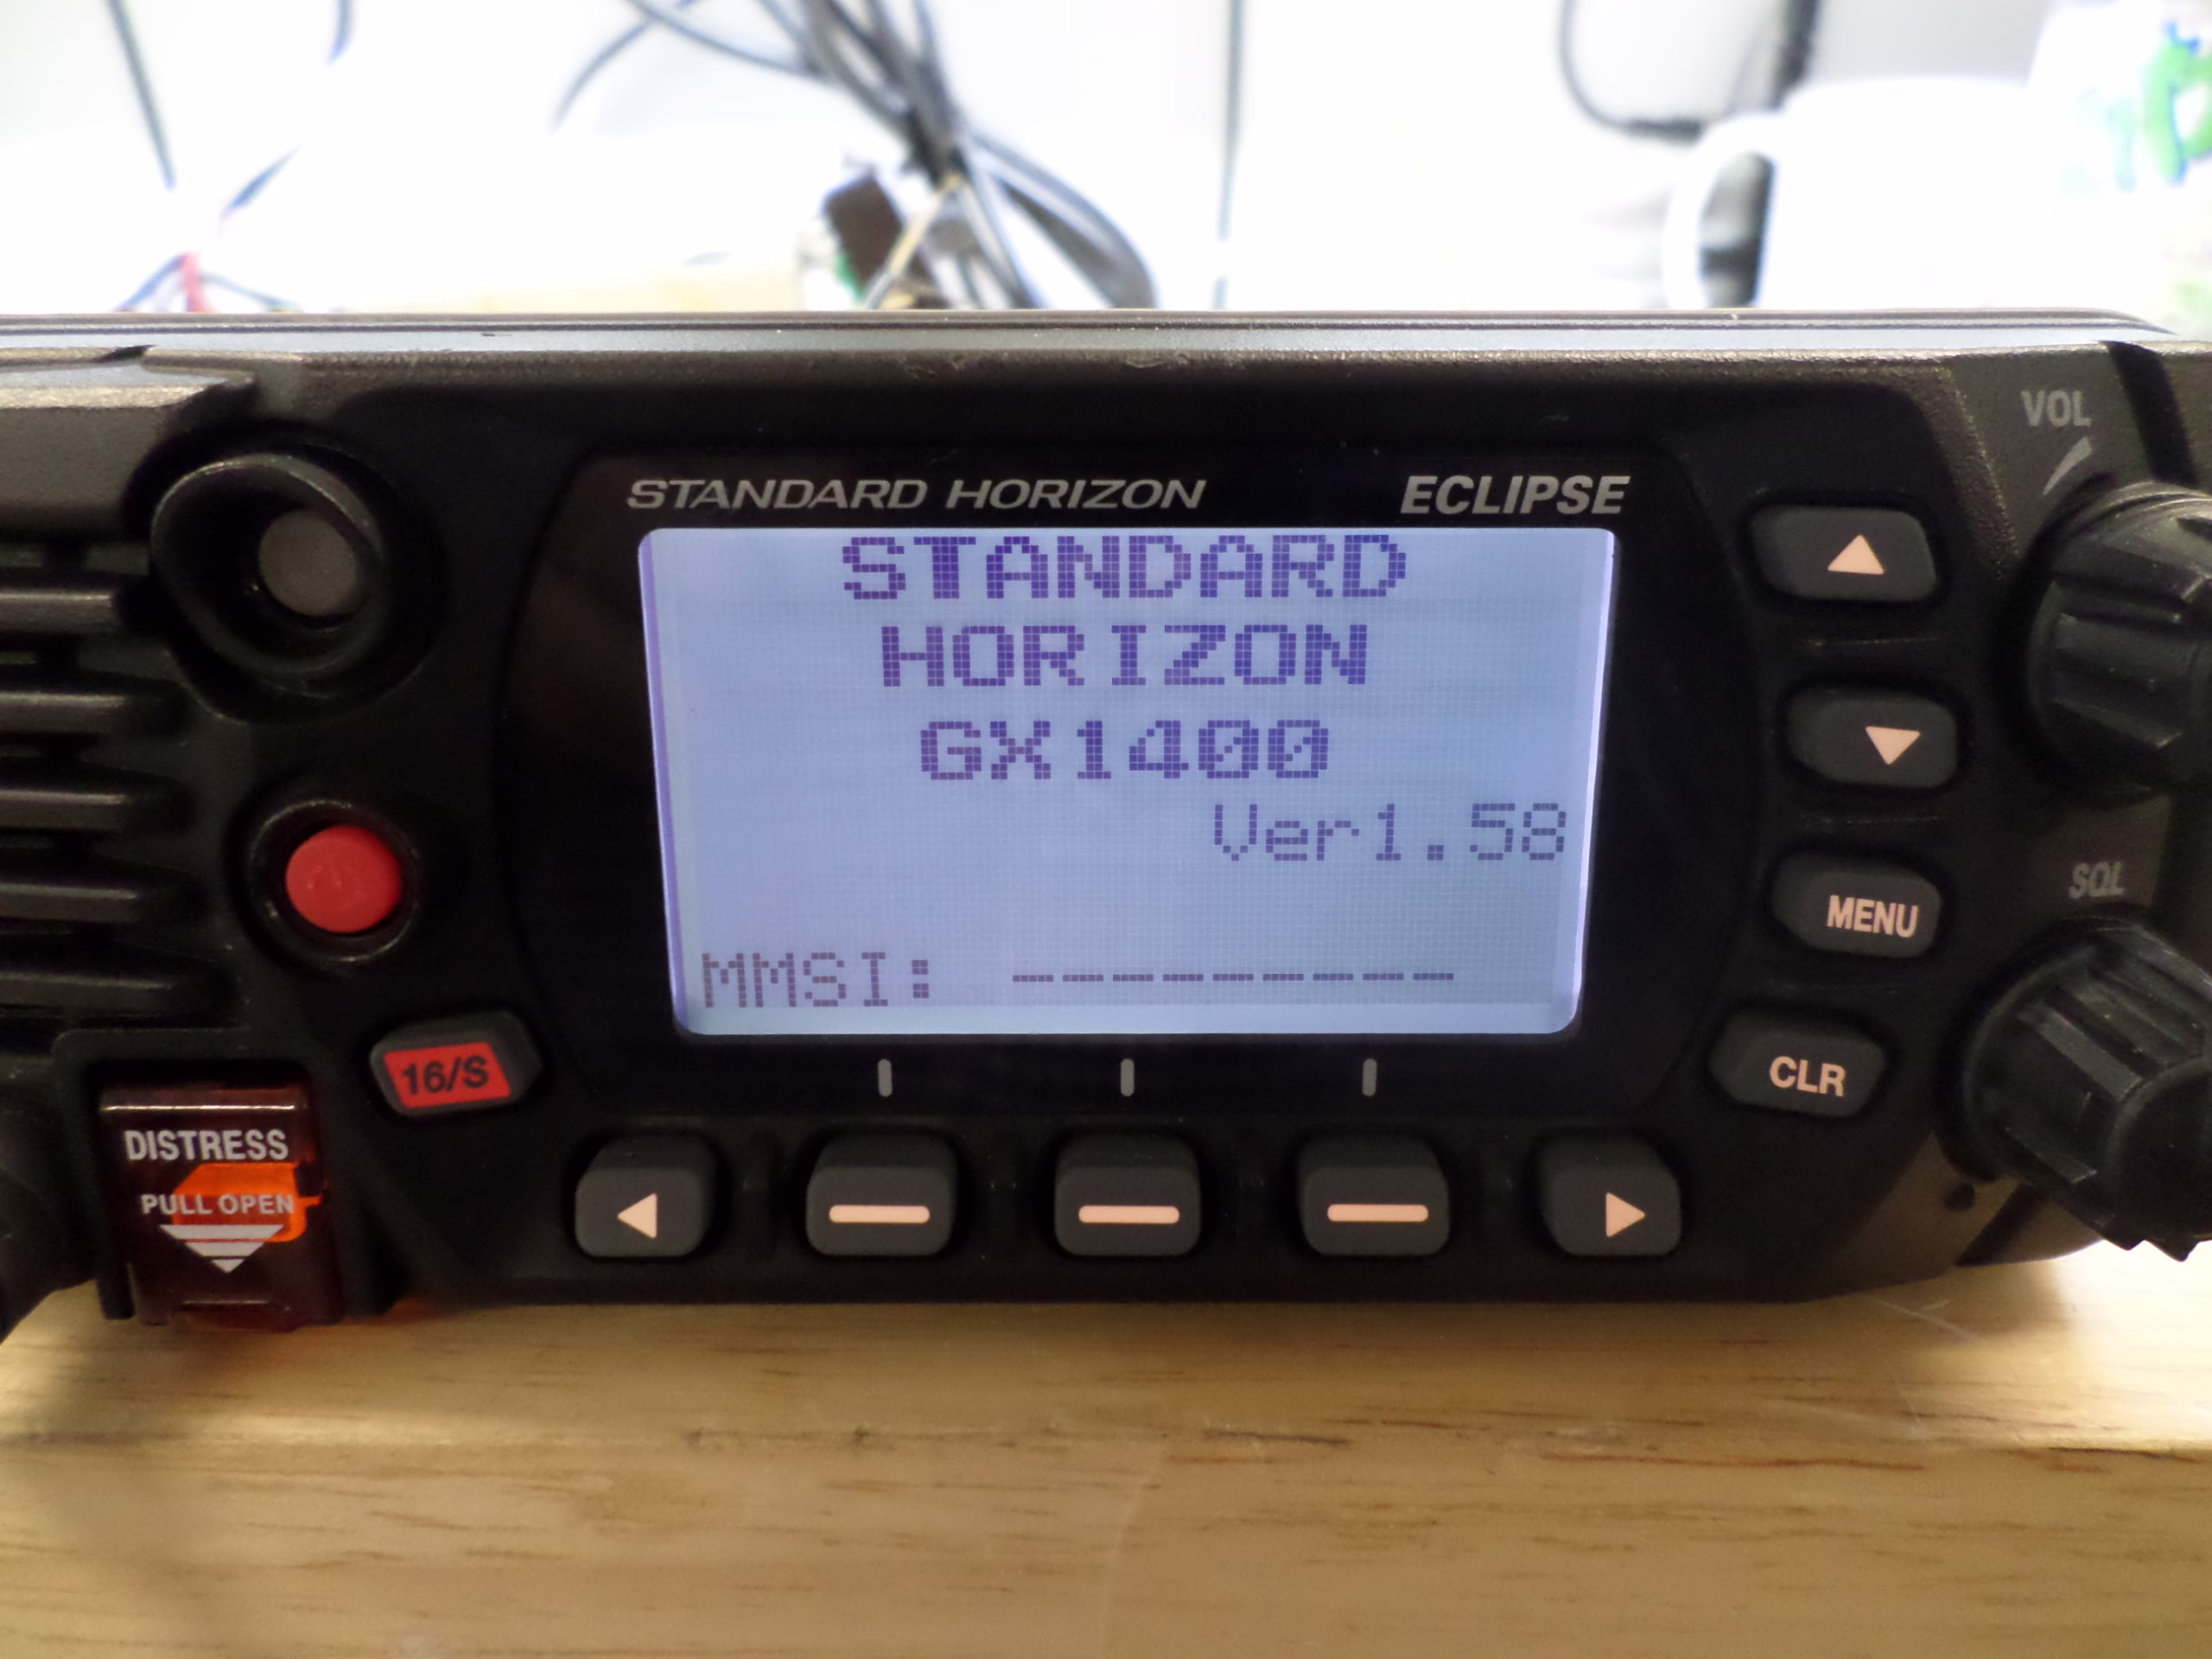 VOL
STANDARD HORIZON ECLIPSE
STANDARD
HORIZON
GX1400
Ver1.58
MMSI: ---------
SQL
MENU
CLR
16/S
DISTRESS
PULL OPEN